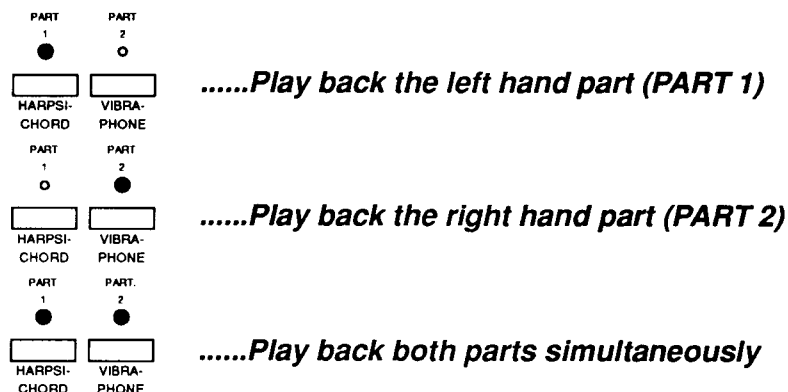 PART PART
1 2
......Play back the left hand part (PART 1)
HARPSI- VIBRA-
CHORD PHONE
PART PART
1 2
......Play back the right hand part (PART 2)
HARPSI- VIBRA-
CHORD PHONE
PART PART.
1 2
......Play back both parts simultaneously
HARPSI- VIBRA-
CHORD PHONE